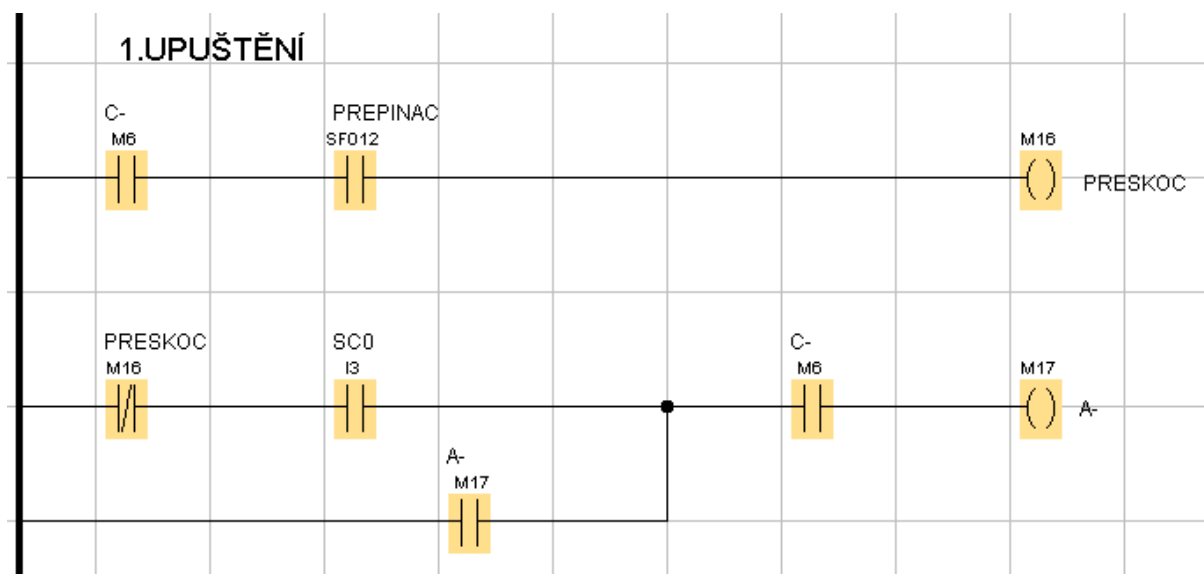 1.UPUŠTĚNÍ
C- PREPINAC
M6 SF012 M16
PRESKOC
PRESKOC SC0 C-
M16 I3 M6 M17
A-
A-
M17